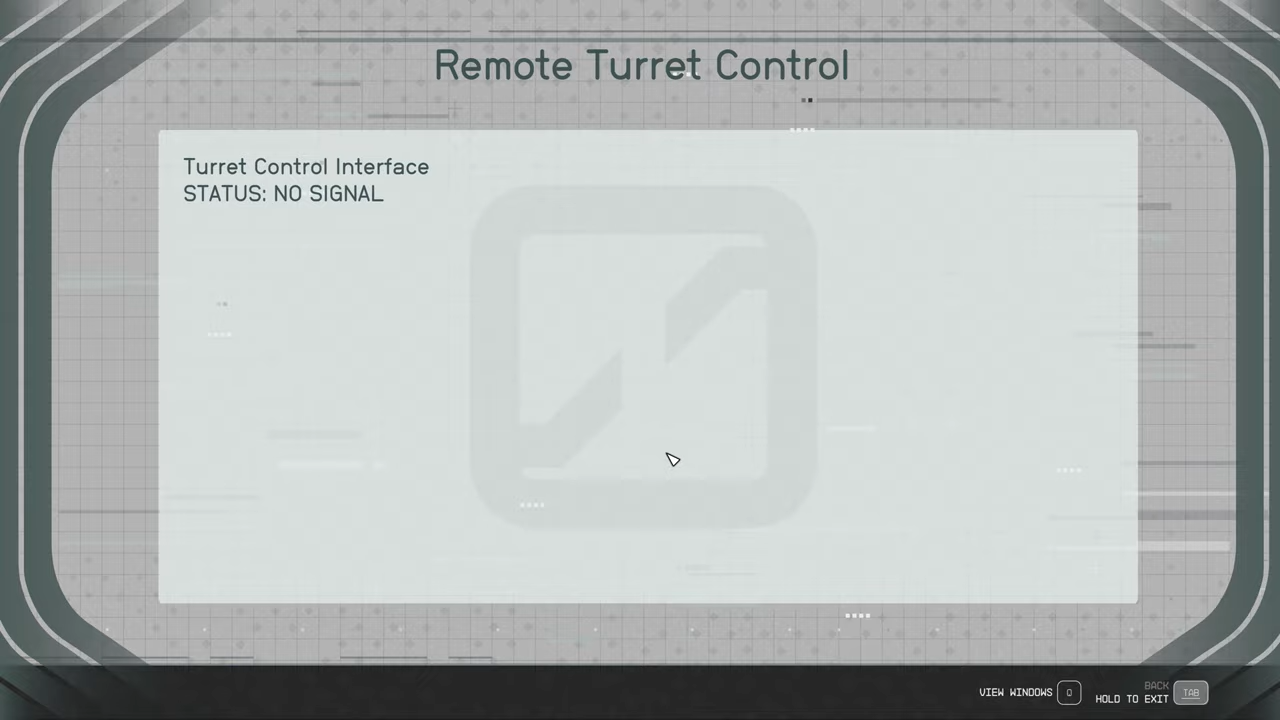 Remote Turret Control
Turret Control Interface
STATUS: NO SIGNAL
VIEW WINDOWS Q
BACK
HOLD TO EXIT TAB